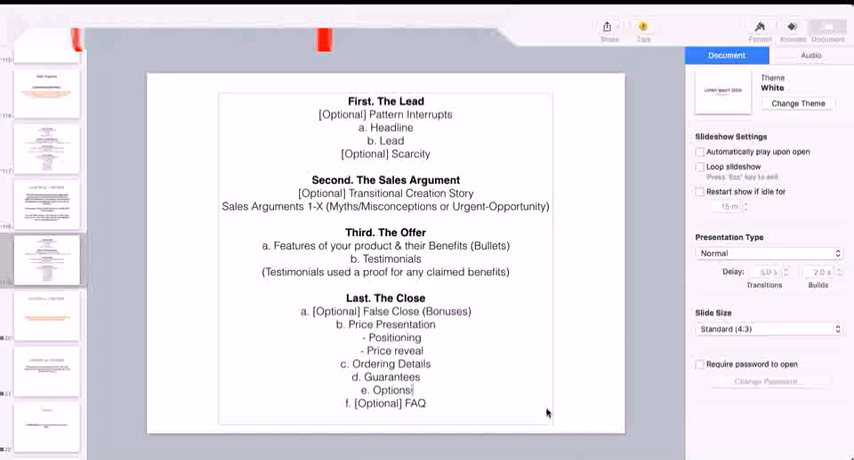 Share
Tips
Format
Animate
Document
First. The Lead
[Optional] Pattern Interrupts
a. Headline
b. Lead
[Optional] Scarcity
Second. The Sales Argument
[Optional] Transitional Creation Story
Sales Arguments 1-X (Myths/Misconceptions or Urgent-Opportunity)
Third. The Offer
a. Features of your product & their Benefits (Bullets)
b. Testimonials
(Testimonials used a proof for any claimed benefits)
Last. The Close
a. [Optional] False Close (Bonuses)
b. Price Presentation
- Positioning
- Price reveal
c. Ordering Details
d. Guarantees
e. Options
f. [Optional] FAQ
Document
Audio
Theme
White
Change Theme
Slideshow Settings
Automatically play upon open
Loop slideshow
Press 'Esc' key to exit
Restart show if idle for
15 m
Presentation Type
Normal
Delay:
5.0 s
2.0 s
Transitions
Builds
Slide Size
Standard (4:3)
Require password to open
Change Password...